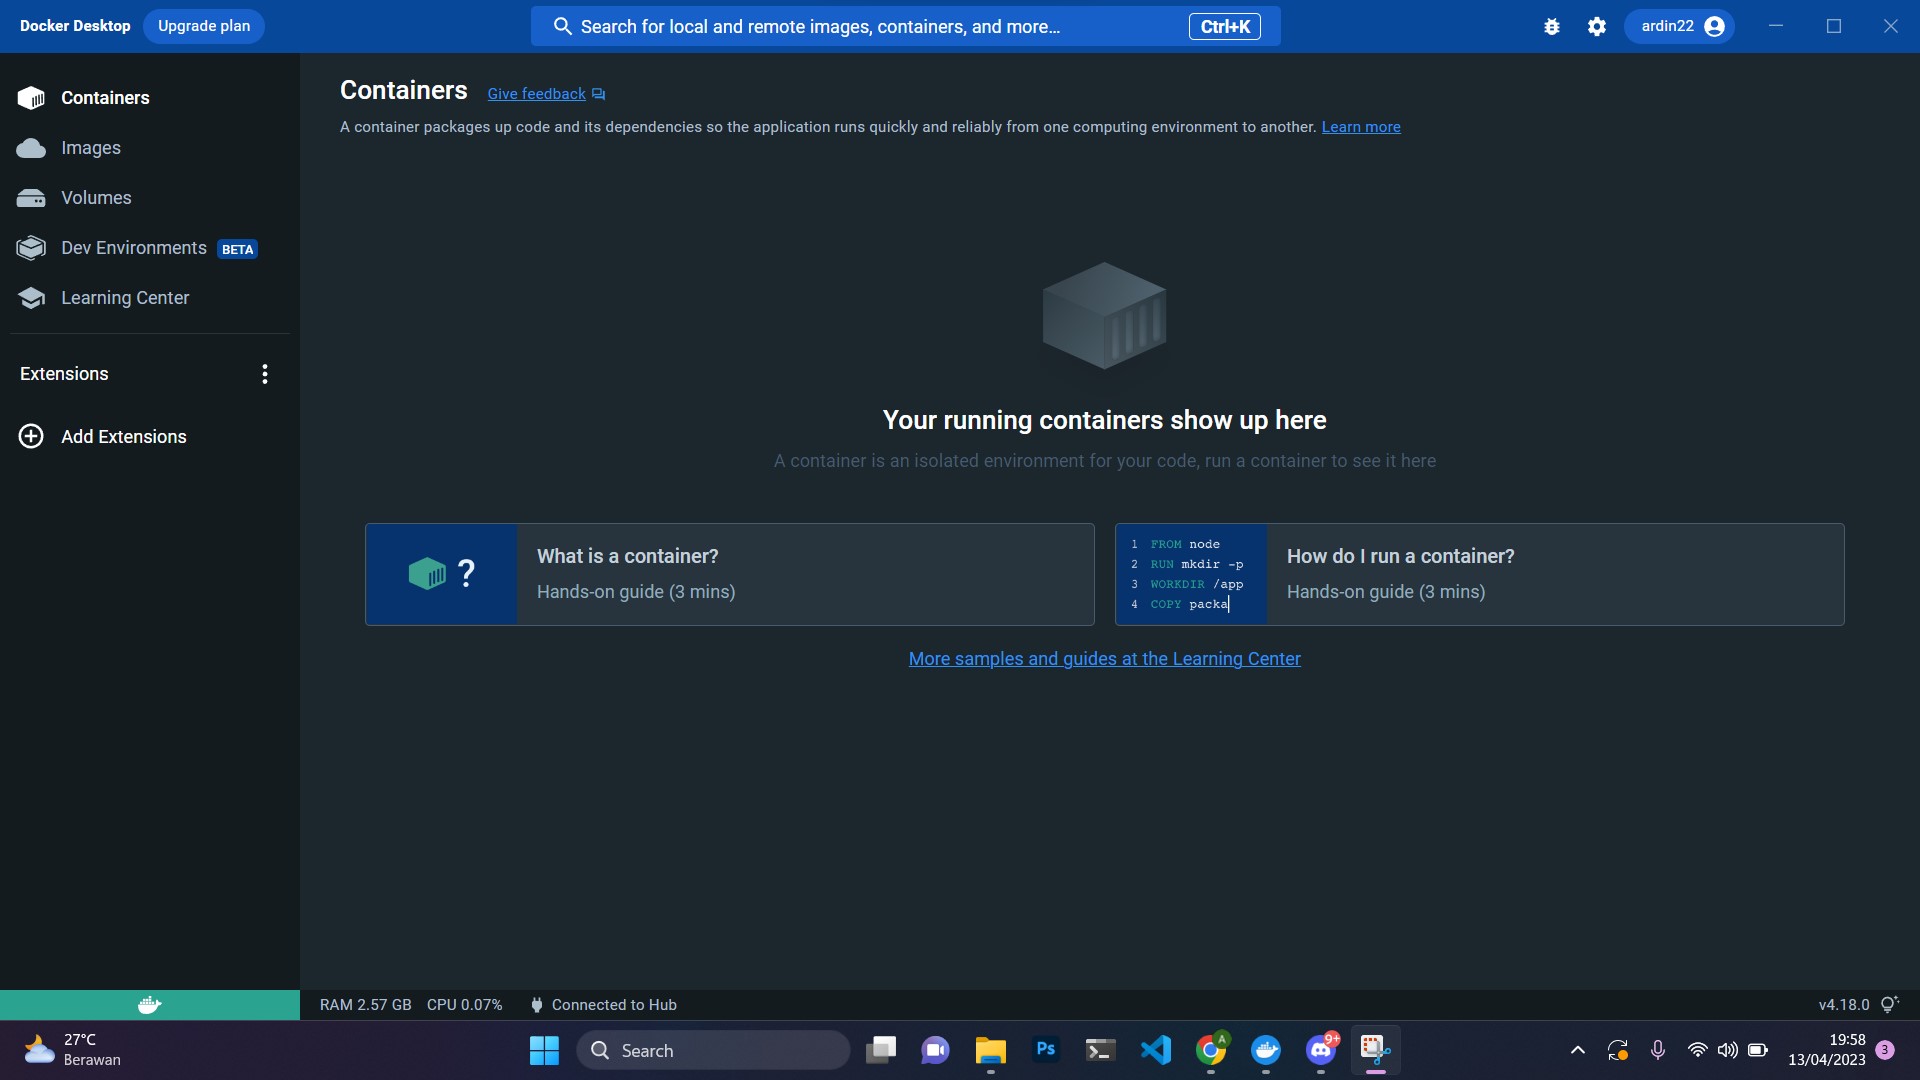 Docker Desktop
Upgrade plan
Search for local and remote images, containers, and more...
Ctrl+K
ardin22
Containers
Images
Volumes
Dev Environments BETA
Learning Center
Extensions
Add Extensions
Containers
Give feedback
A container packages up code and its dependencies so the application runs quickly and reliably from one computing environment to another. Learn more
Your running containers show up here
A container is an isolated environment for your code, run a container to see it here
?
What is a container?
Hands-on guide (3 mins)
1 FROM node
2 RUN mkdir -p
3 WORKDIR /app
4 COPY packa
How do I run a container?
Hands-on guide (3 mins)
More samples and guides at the Learning Center
RAM 2.57 GB CPU 0.07% Connected to Hub
v4.18.0
27°C
Berawan
Search
Ps
A
9+
19:58
13/04/2023
3